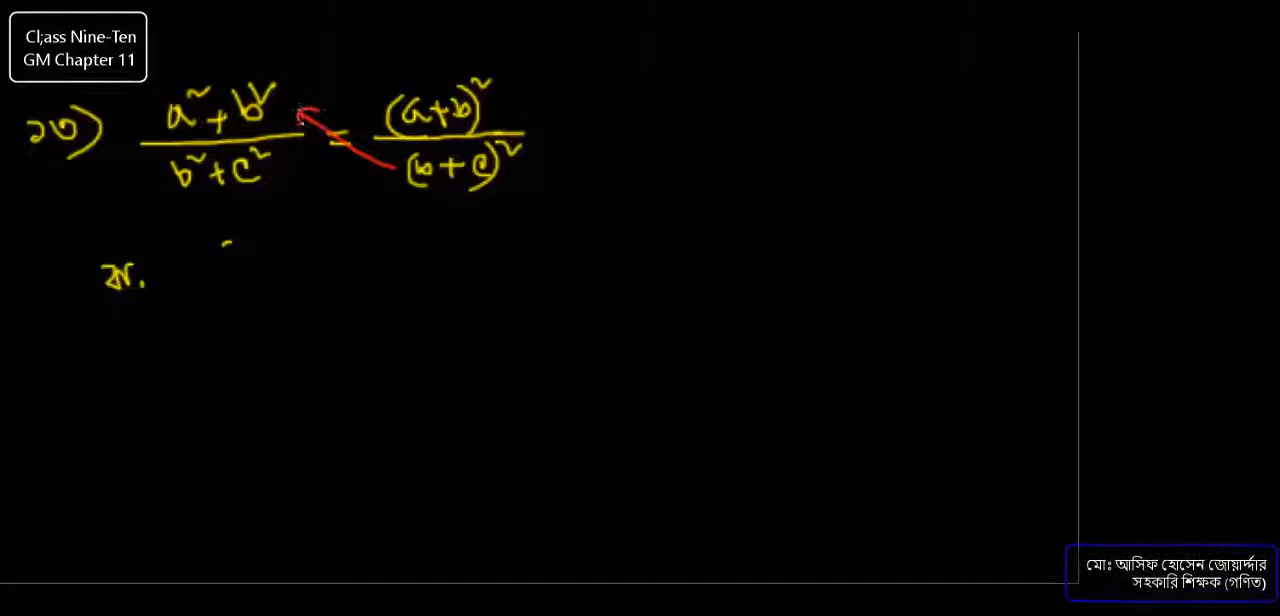 Cl;ass Nine-Ten
GM Chapter 11
১৩) (a² + b²)/(b² + c²) = (a+b)²/(b+c)²
ক.
মোঃ আসিফ হোসেন জোয়ার্দ্দার
সহকারি শিক্ষক (গণিত)